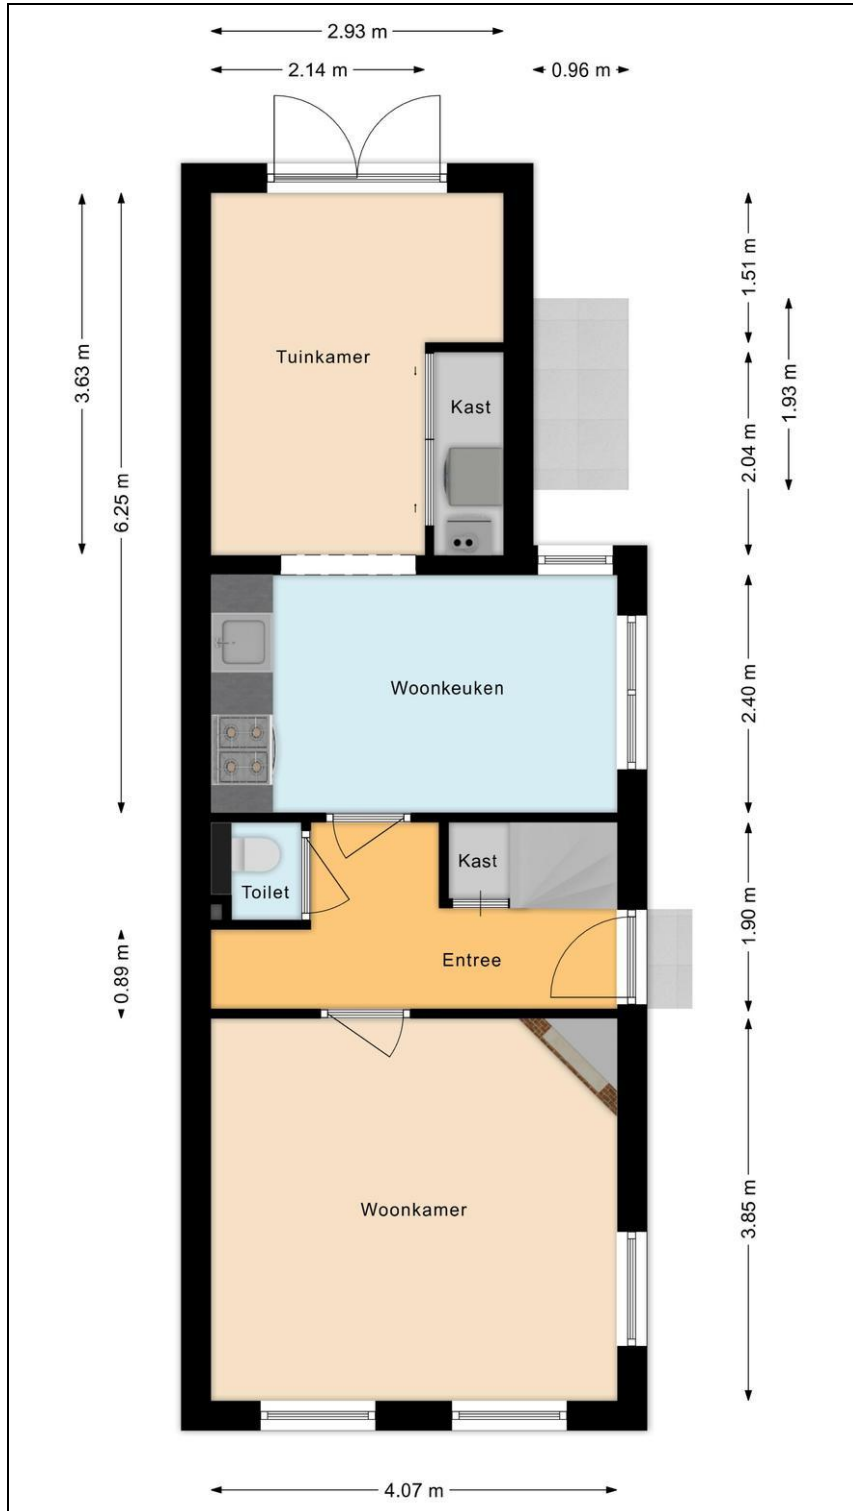 2.93 m
2.14 m
0.96 m
1.51 m
Tuinkamer
3.63 m
1.93 m
Kast
2.04 m
6.25 m
Woonkeuken
2.40 m
Kast
Toilet
1.90 m
Entree
0.89 m
Woonkamer
3.85 m
4.07 m